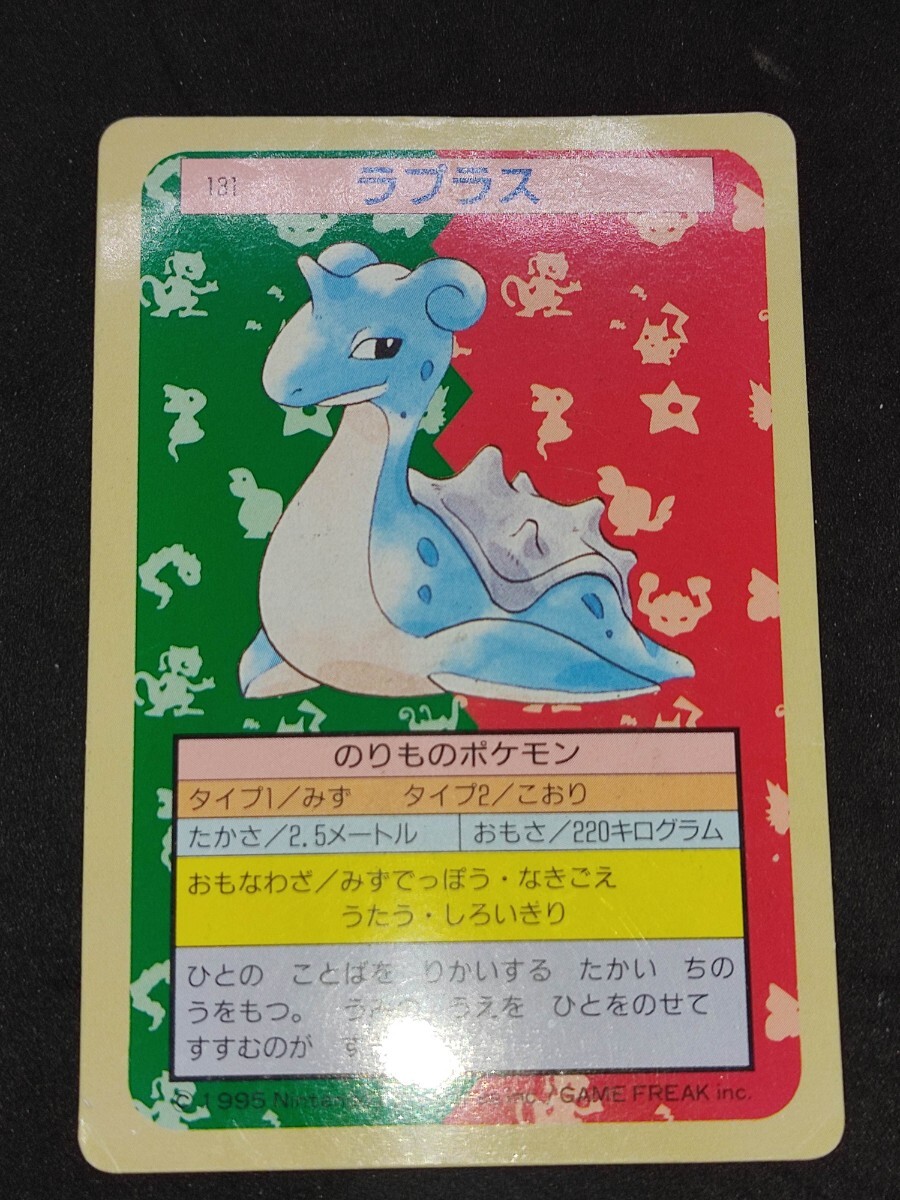 131
ラプラス
のりものポケモン
タイプ1/みず タイプ2/こおり
たかさ/2.5メートル おもさ/220キログラム
おもなわざ/みずでっぽう・なきごえ
うたう・しろいきり
ひとの ことばを りかいする たかい ちの
うをもつ。 うみの うえを ひとをのせて
すすむのが
© 1995 Nintendo inc./GAME FREAK inc.